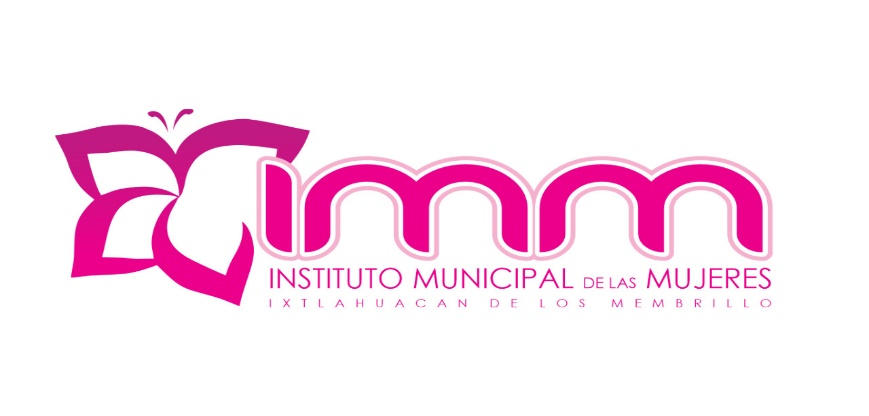 imm
INSTITUTO MUNICIPAL DE LAS MUJERES
IXTLAHUACAN DE LOS MEMBRILLO